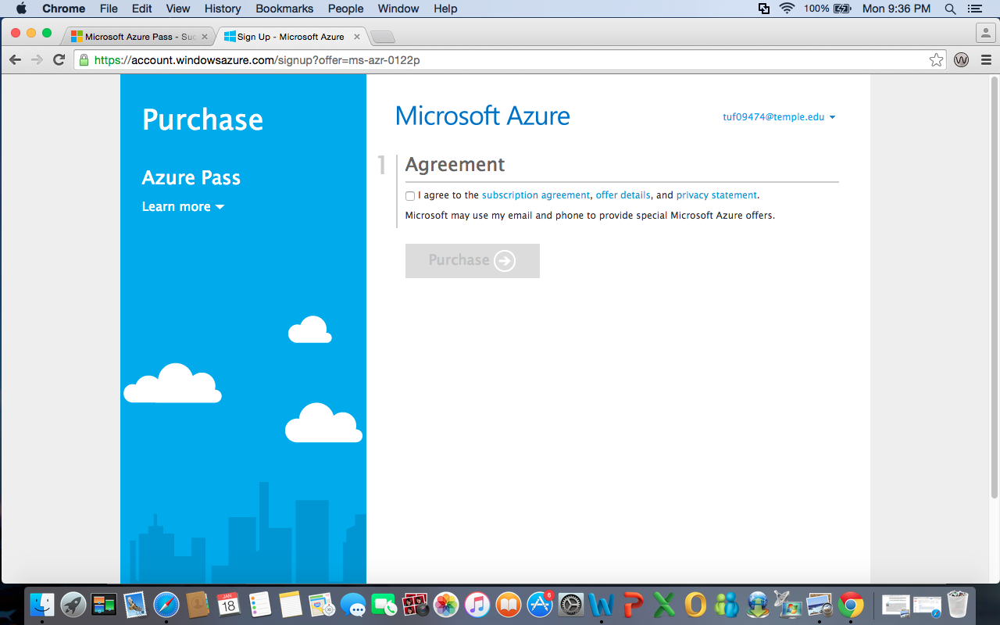 Chrome File Edit View History Bookmarks People Window Help 100% Mon 9:36 PM
Microsoft Azure Pass - Suc Sign Up - Microsoft Azure
https://account.windowsazure.com/signup?offer=ms-azr-0122p
Purchase
Azure Pass
Learn more
Microsoft Azure
tuf09474@temple.edu
1 Agreement
I agree to the subscription agreement, offer details, and privacy statement.
Microsoft may use my email and phone to provide special Microsoft Azure offers.
Purchase
JAN
18
6